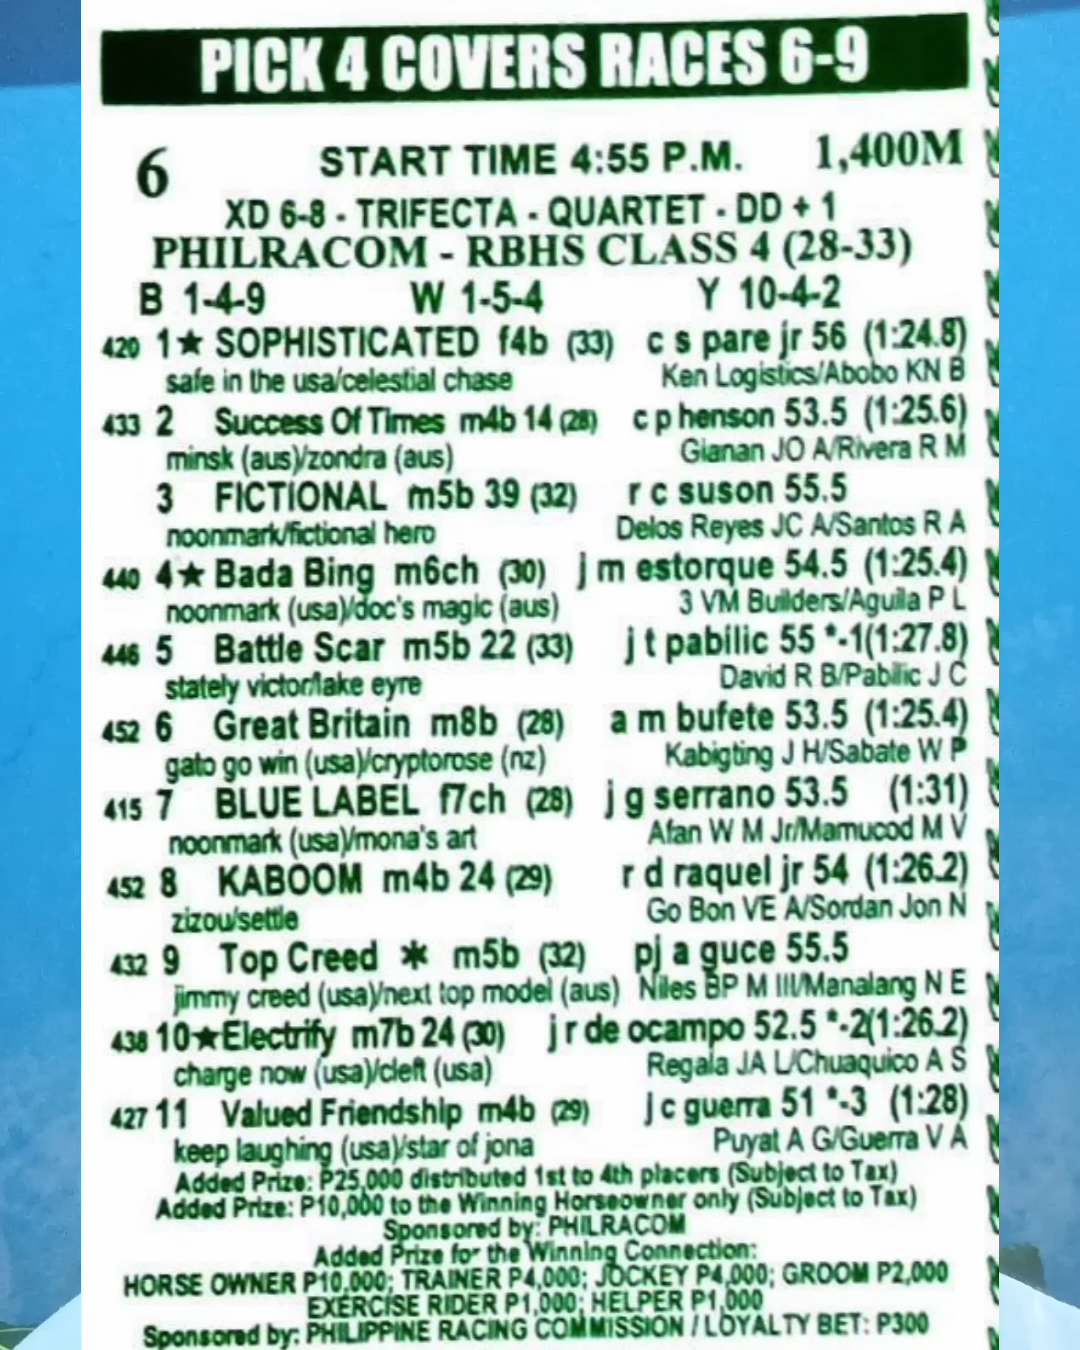 PICK 4 COVERS RACES 6-9
6 START TIME 4:55 P.M. 1,400M
XD 6-8 - TRIFECTA - QUARTET - DD + 1
PHILRACOM - RBHS CLASS 4 (28-33)
B 1-4-9 W 1-5-4 Y 10-4-2
420 1★ SOPHISTICATED f4b (33) c s pare jr 56 (1:24.8)
safe in the usa/celestial chase Ken Logistics/Abobo KN B
433 2 Success Of Times m4b 14 (28) c p henson 53.5 (1:25.6)
minsk (aus)/zondra (aus) Gianan JO A/Rivera R M
3 FICTIONAL m5b 39 (32) r c suson 55.5
noonmark/fictional hero Delos Reyes JC A/Santos R A
440 4★ Bada Bing m6ch (30) j m estorque 54.5 (1:25.4)
noonmark (usa)/doc's magic (aus) 3 VM Builders/Aguila P L
446 5 Battle Scar m5b 22 (33) j t pabilic 55 *-1(1:27.8)
stately victor/lake eyre David R B/Pabilic J C
452 6 Great Britain m8b (28) a m bufete 53.5 (1:25.4)
gato go win (usa)/cryptorose (nz) Kabigting J H/Sabate W P
415 7 BLUE LABEL f7ch (28) j g serrano 53.5 (1:31)
noonmark (usa)/mona's art Afan W M Jr/Mamucod M V
452 8 KABOOM m4b 24 (29) r d raquel jr 54 (1:26.2)
zizou/settle Go Bon VE A/Sordan Jon N
432 9 Top Creed * m5b (32) pj a guce 55.5
jimmy creed (usa)/next top model (aus) Niles BP M III/Manalang N E
438 10★Electrify m7b 24 (30) j r de ocampo 52.5 *-2(1:26.2)
charge now (usa)/cleft (usa) Regala JA L/Chuaquico A S
427 11 Valued Friendship m4b (29) j c guerra 51 *-3 (1:28)
keep laughing (usa)/star of jona Puyat A G/Guerra V A
Added Prize: P25,000 distributed 1st to 4th placers (Subject to Tax)
Added Prize: P10,000 to the Winning Horseowner only (Subject to Tax)
Sponsored by: PHILRACOM
Added Prize for the Winning Connection:
HORSE OWNER P10,000; TRAINER P4,000; JOCKEY P4,000; GROOM P2,000
EXERCISE RIDER P1,000; HELPER P1,000
Sponsored by: PHILIPPINE RACING COMMISSION / LOYALTY BET: P300